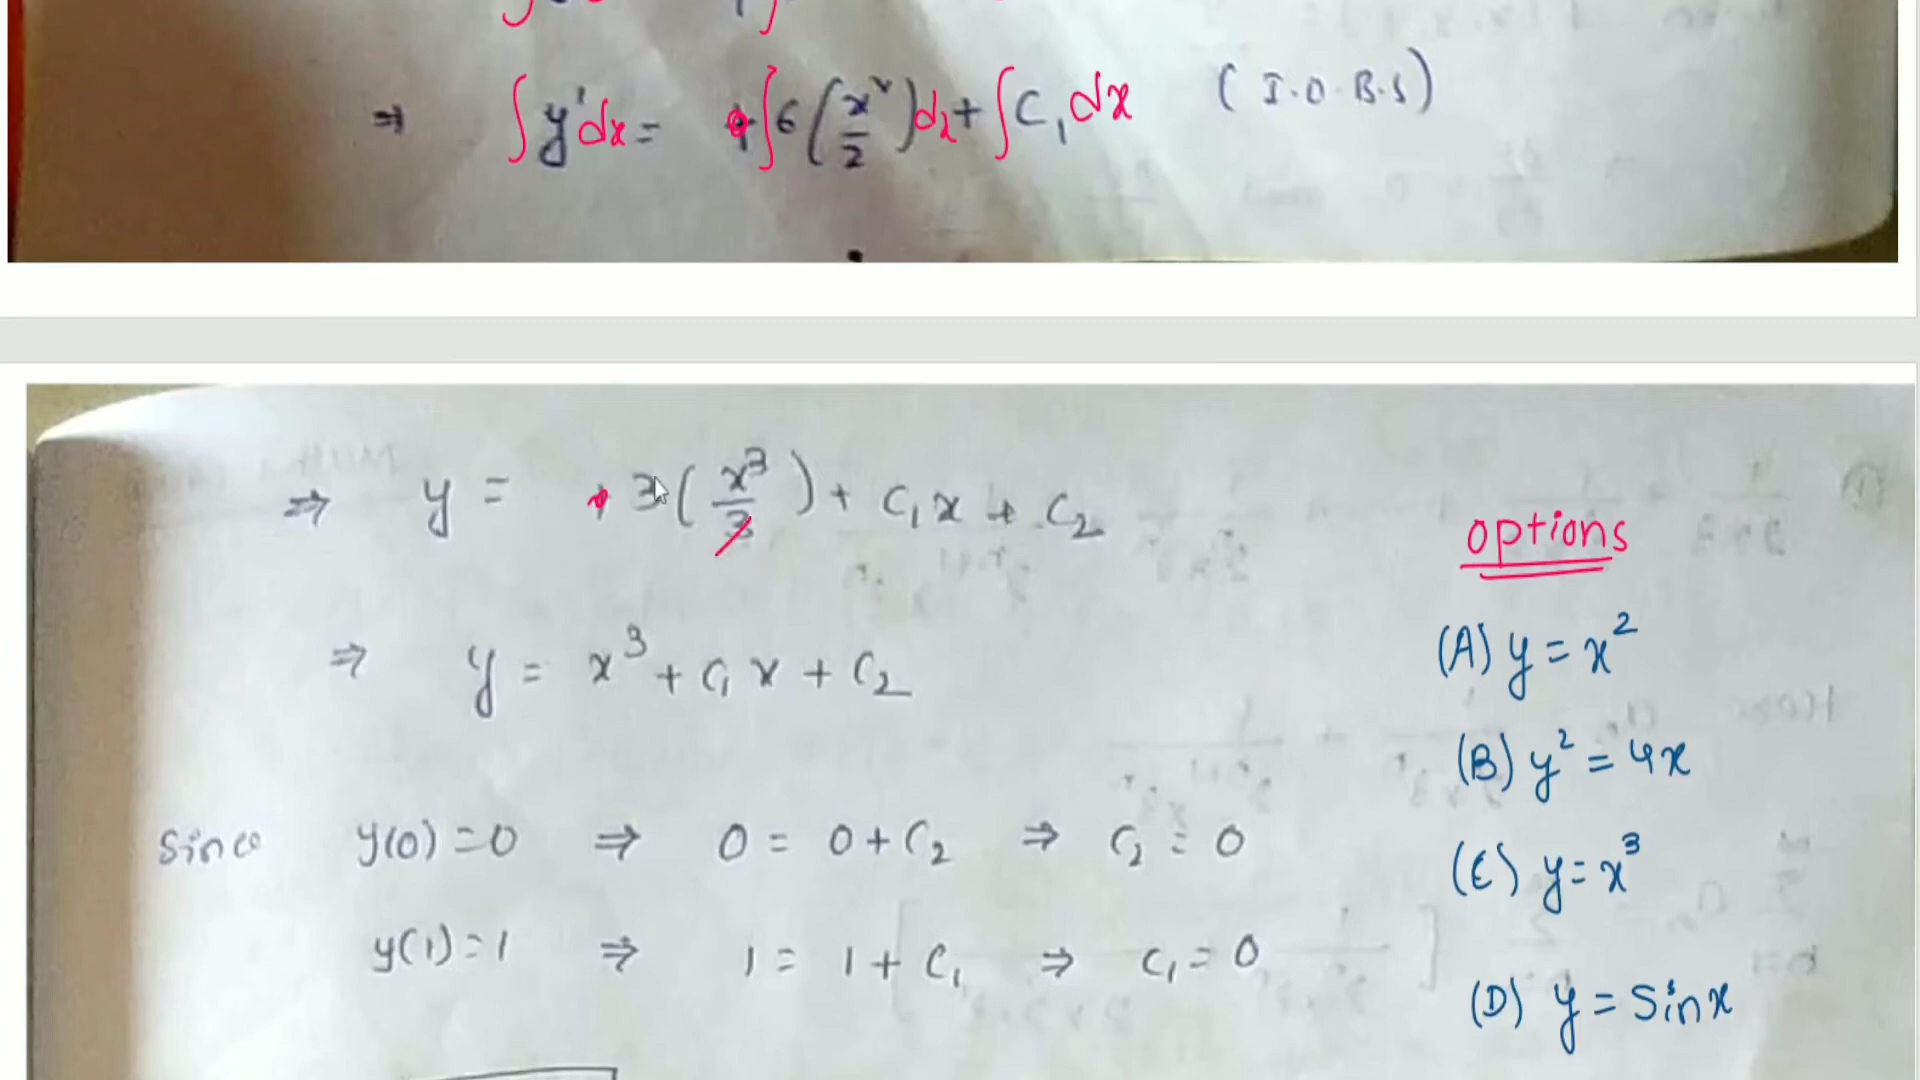 ⇒ ∫y'dx = ∫6(x²/2)dx + ∫C₁dx (I.O.B.S)
⇒ y = 3(x³/3) + C₁x + C₂
⇒ y = x³ + C₁x + C₂
Since y(0)=0 ⇒ 0 = 0+C₂ ⇒ C₂ = 0
y(1)=1 ⇒ 1 = 1+C₁ ⇒ C₁ = 0
options
(A) y = x²
(B) y² = 4x
(C) y = x³
(D) y = Sinx